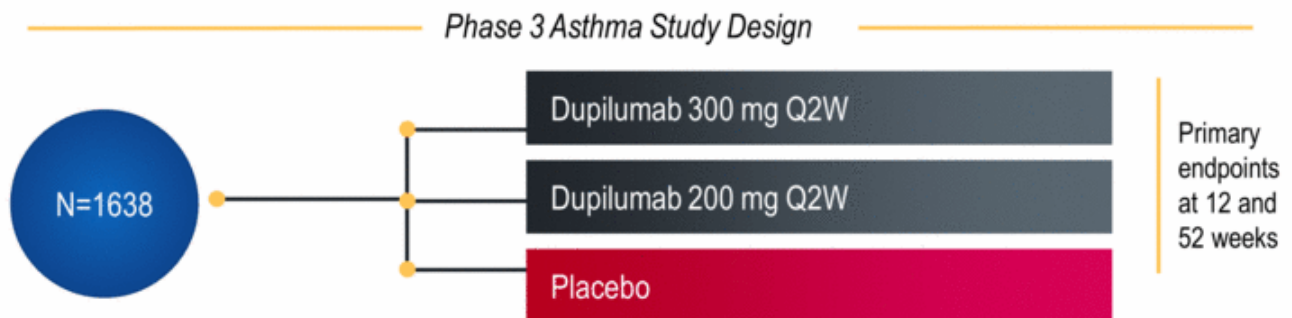 Phase 3 Asthma Study Design
N=1638
Dupilumab 300 mg Q2W
Dupilumab 200 mg Q2W
Placebo
Primary
endpoints
at 12 and
52 weeks